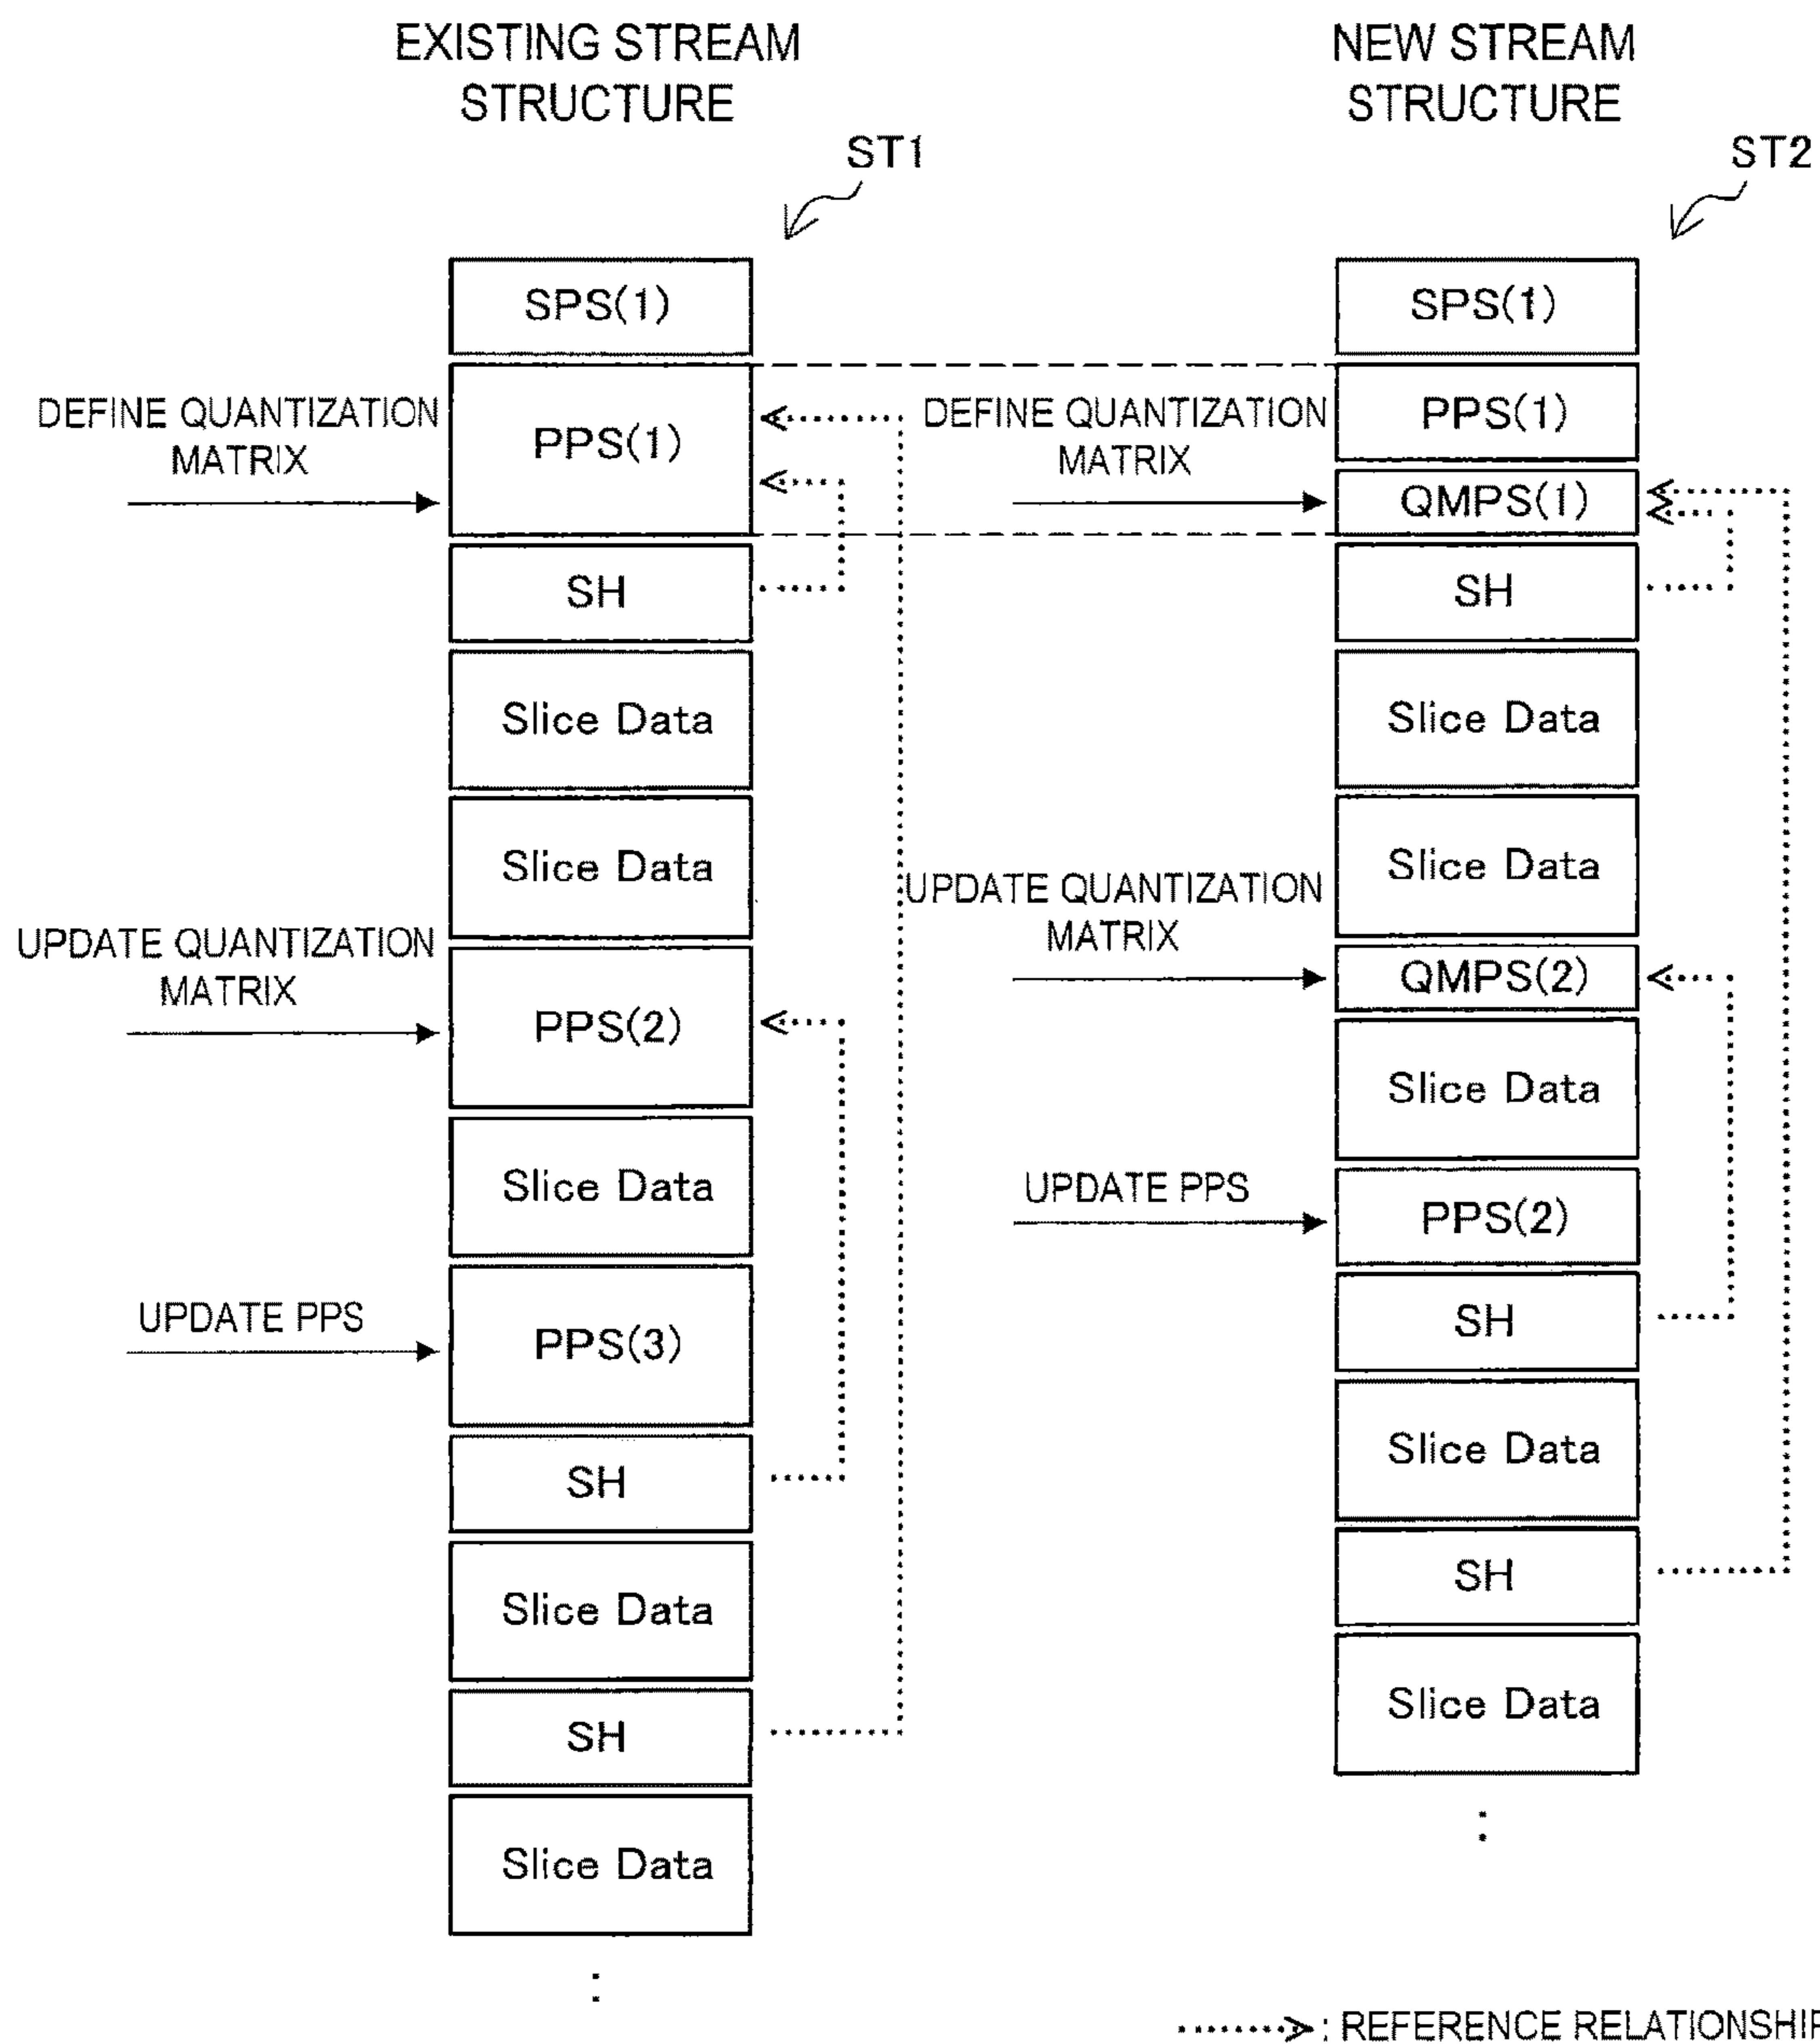 EXISTING STREAM
STRUCTURE
ST1
SPS(1)
DEFINE QUANTIZATION
MATRIX
PPS(1)
SH
Slice Data
Slice Data
UPDATE QUANTIZATION
MATRIX
PPS(2)
Slice Data
UPDATE PPS
PPS(3)
SH
Slice Data
SH
Slice Data
:
NEW STREAM
STRUCTURE
ST2
SPS(1)
PPS(1)
DEFINE QUANTIZATION
MATRIX
QMPS(1)
SH
Slice Data
Slice Data
UPDATE QUANTIZATION
MATRIX
QMPS(2)
Slice Data
UPDATE PPS
PPS(2)
SH
Slice Data
SH
Slice Data
:
: REFERENCE RELATIONSHIP